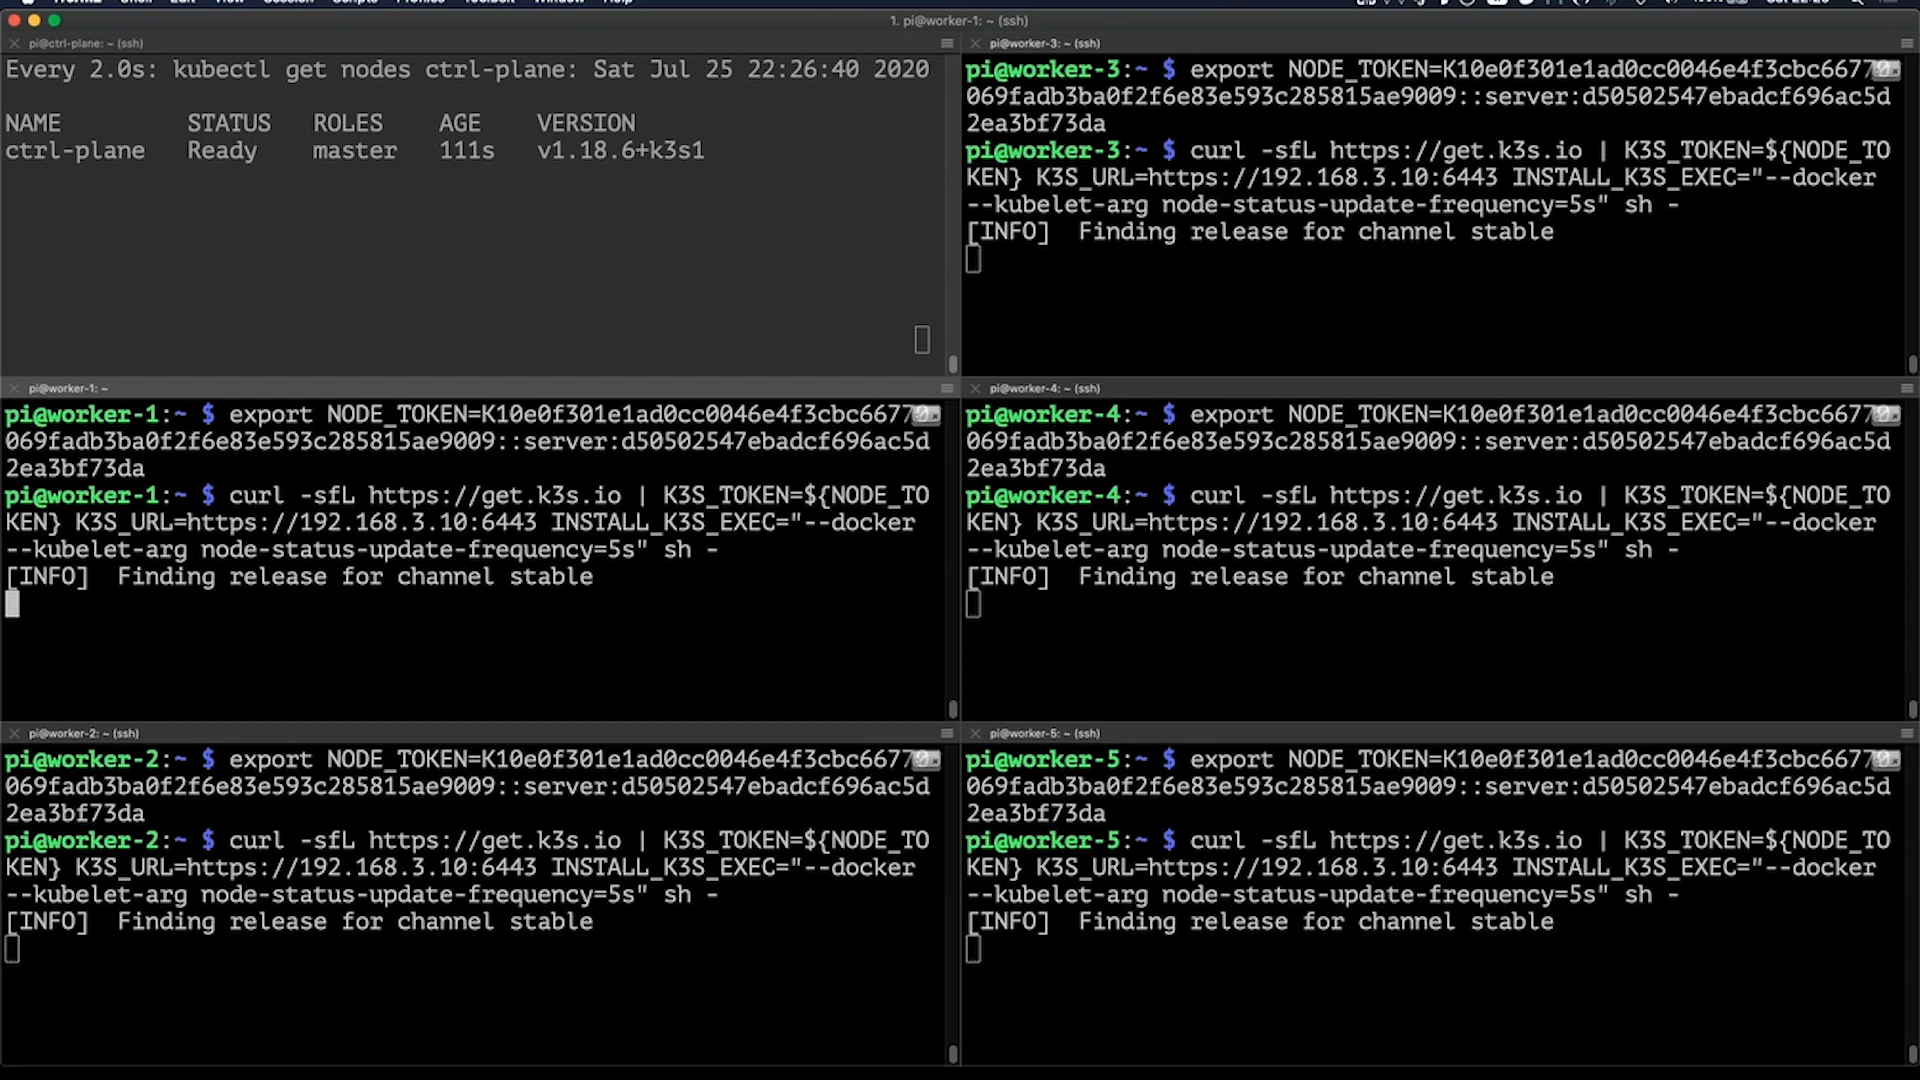 1. pi@worker-1: ~ (ssh)
pi@ctrl-plane: ~ (ssh)
Every 2.0s: kubectl get nodes ctrl-plane: Sat Jul 25 22:26:40 2020
NAME STATUS ROLES AGE VERSION
ctrl-plane Ready master 111s v1.18.6+k3s1
pi@worker-1: ~
pi@worker-1:~ $ export NODE_TOKEN=K10e0f301e1ad0cc0046e4f3cbc6677
069fadb3ba0f2f6e83e593c285815ae9009::server:d50502547ebadcf696ac5d
2ea3bf73da
pi@worker-1:~ $ curl -sfL https://get.k3s.io | K3S_TOKEN=${NODE_TO
KEN} K3S_URL=https://192.168.3.10:6443 INSTALL_K3S_EXEC="--docker
--kubelet-arg node-status-update-frequency=5s" sh -
[INFO]  Finding release for channel stable
pi@worker-2: ~ (ssh)
pi@worker-2:~ $ export NODE_TOKEN=K10e0f301e1ad0cc0046e4f3cbc6677
069fadb3ba0f2f6e83e593c285815ae9009::server:d50502547ebadcf696ac5d
2ea3bf73da
pi@worker-2:~ $ curl -sfL https://get.k3s.io | K3S_TOKEN=${NODE_TO
KEN} K3S_URL=https://192.168.3.10:6443 INSTALL_K3S_EXEC="--docker
--kubelet-arg node-status-update-frequency=5s" sh -
[INFO]  Finding release for channel stable
pi@worker-3: ~ (ssh)
pi@worker-3:~ $ export NODE_TOKEN=K10e0f301e1ad0cc0046e4f3cbc6677
069fadb3ba0f2f6e83e593c285815ae9009::server:d50502547ebadcf696ac5d
2ea3bf73da
pi@worker-3:~ $ curl -sfL https://get.k3s.io | K3S_TOKEN=${NODE_TO
KEN} K3S_URL=https://192.168.3.10:6443 INSTALL_K3S_EXEC="--docker
--kubelet-arg node-status-update-frequency=5s" sh -
[INFO]  Finding release for channel stable
pi@worker-4: ~ (ssh)
pi@worker-4:~ $ export NODE_TOKEN=K10e0f301e1ad0cc0046e4f3cbc6677
069fadb3ba0f2f6e83e593c285815ae9009::server:d50502547ebadcf696ac5d
2ea3bf73da
pi@worker-4:~ $ curl -sfL https://get.k3s.io | K3S_TOKEN=${NODE_TO
KEN} K3S_URL=https://192.168.3.10:6443 INSTALL_K3S_EXEC="--docker
--kubelet-arg node-status-update-frequency=5s" sh -
[INFO]  Finding release for channel stable
pi@worker-5: ~ (ssh)
pi@worker-5:~ $ export NODE_TOKEN=K10e0f301e1ad0cc0046e4f3cbc6677
069fadb3ba0f2f6e83e593c285815ae9009::server:d50502547ebadcf696ac5d
2ea3bf73da
pi@worker-5:~ $ curl -sfL https://get.k3s.io | K3S_TOKEN=${NODE_TO
KEN} K3S_URL=https://192.168.3.10:6443 INSTALL_K3S_EXEC="--docker
--kubelet-arg node-status-update-frequency=5s" sh -
[INFO]  Finding release for channel stable